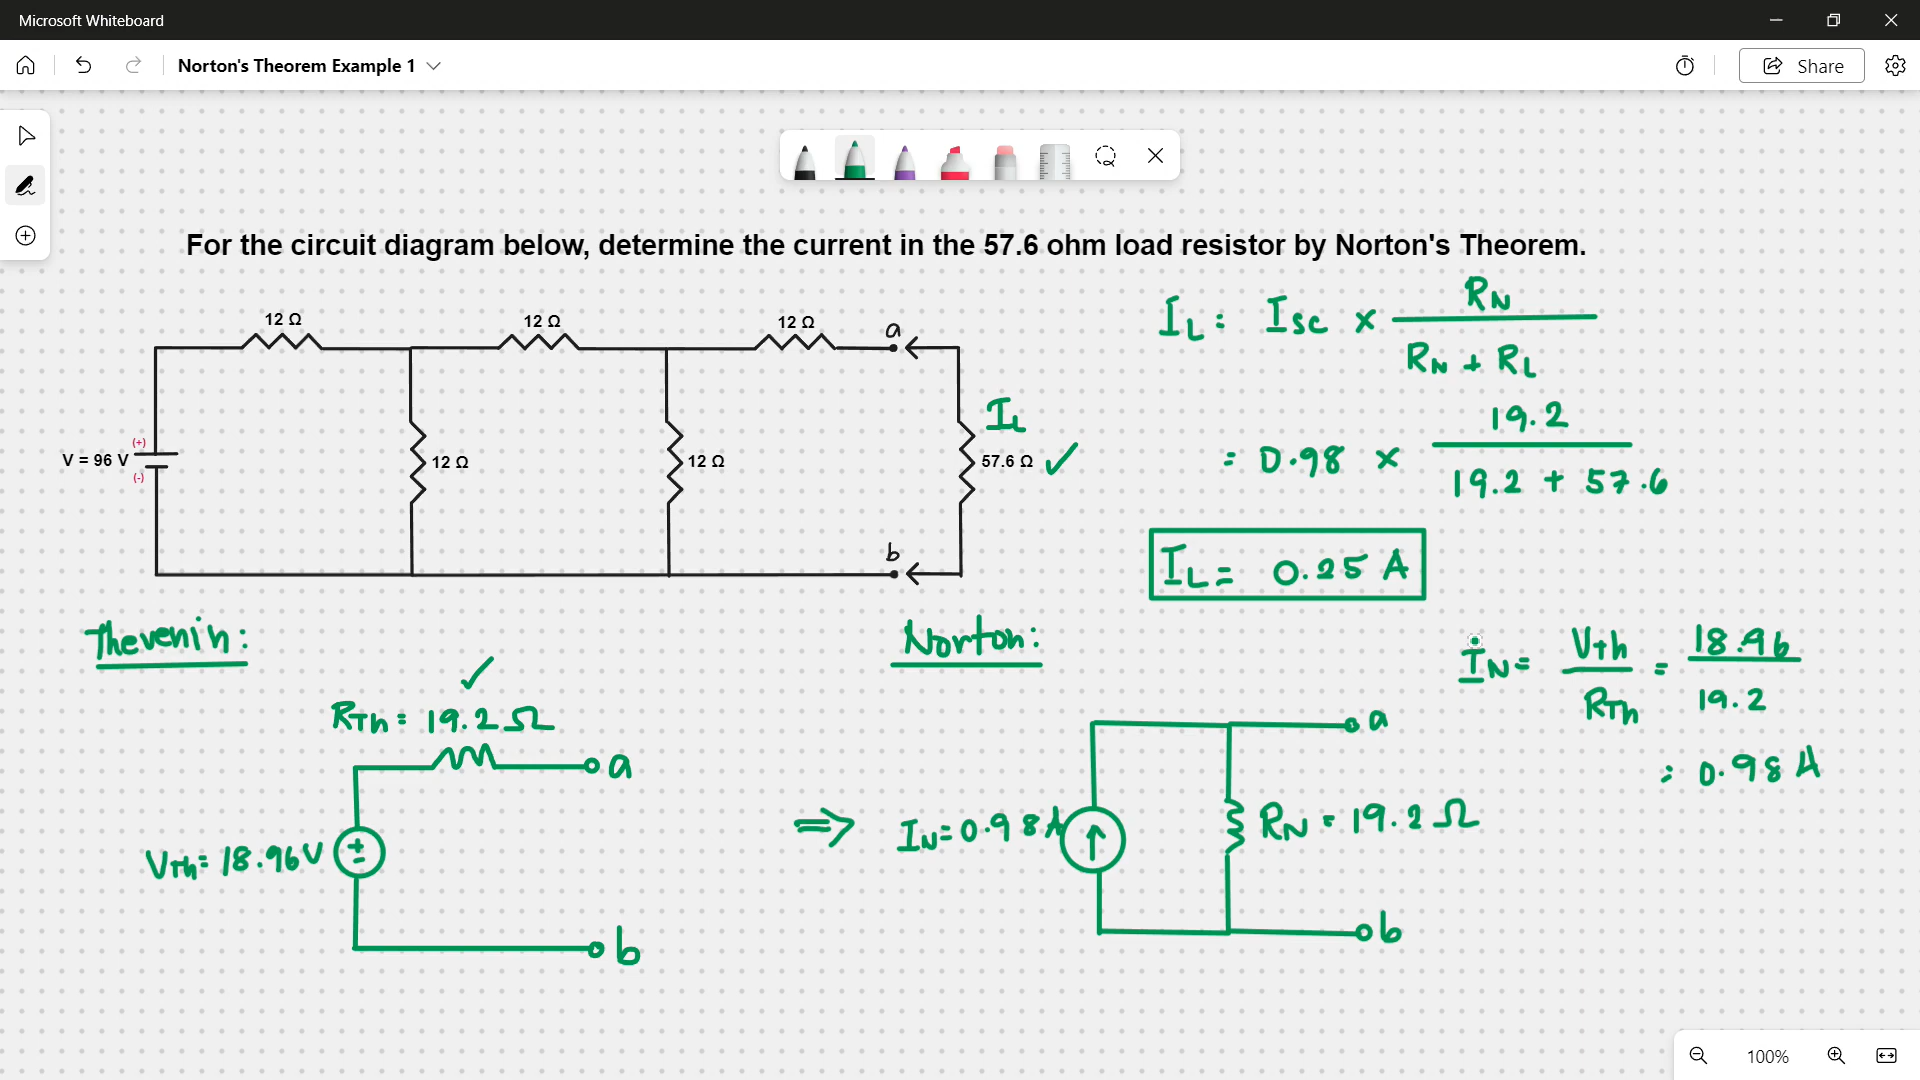 Microsoft Whiteboard
Norton's Theorem Example 1
Share
For the circuit diagram below, determine the current in the 57.6 ohm load resistor by Norton's Theorem.
12 Ω
12 Ω
12 Ω
a
V = 96 V
(+)
(-)
12 Ω
12 Ω
IL
57.6 Ω ✓
b
IL = Isc × RN
RN + RL
= 0.98 × 19.2
19.2 + 57.6
IL = 0.25 A
Thevenin:
✓
RTh = 19.2 Ω
a
VTh = 18.96 V
±
b
Norton:
⇒
IN = 0.98 A
↑
RN = 19.2 Ω
a
b
IN = Vth = 18.96
RTh 19.2
= 0.98 A
100%